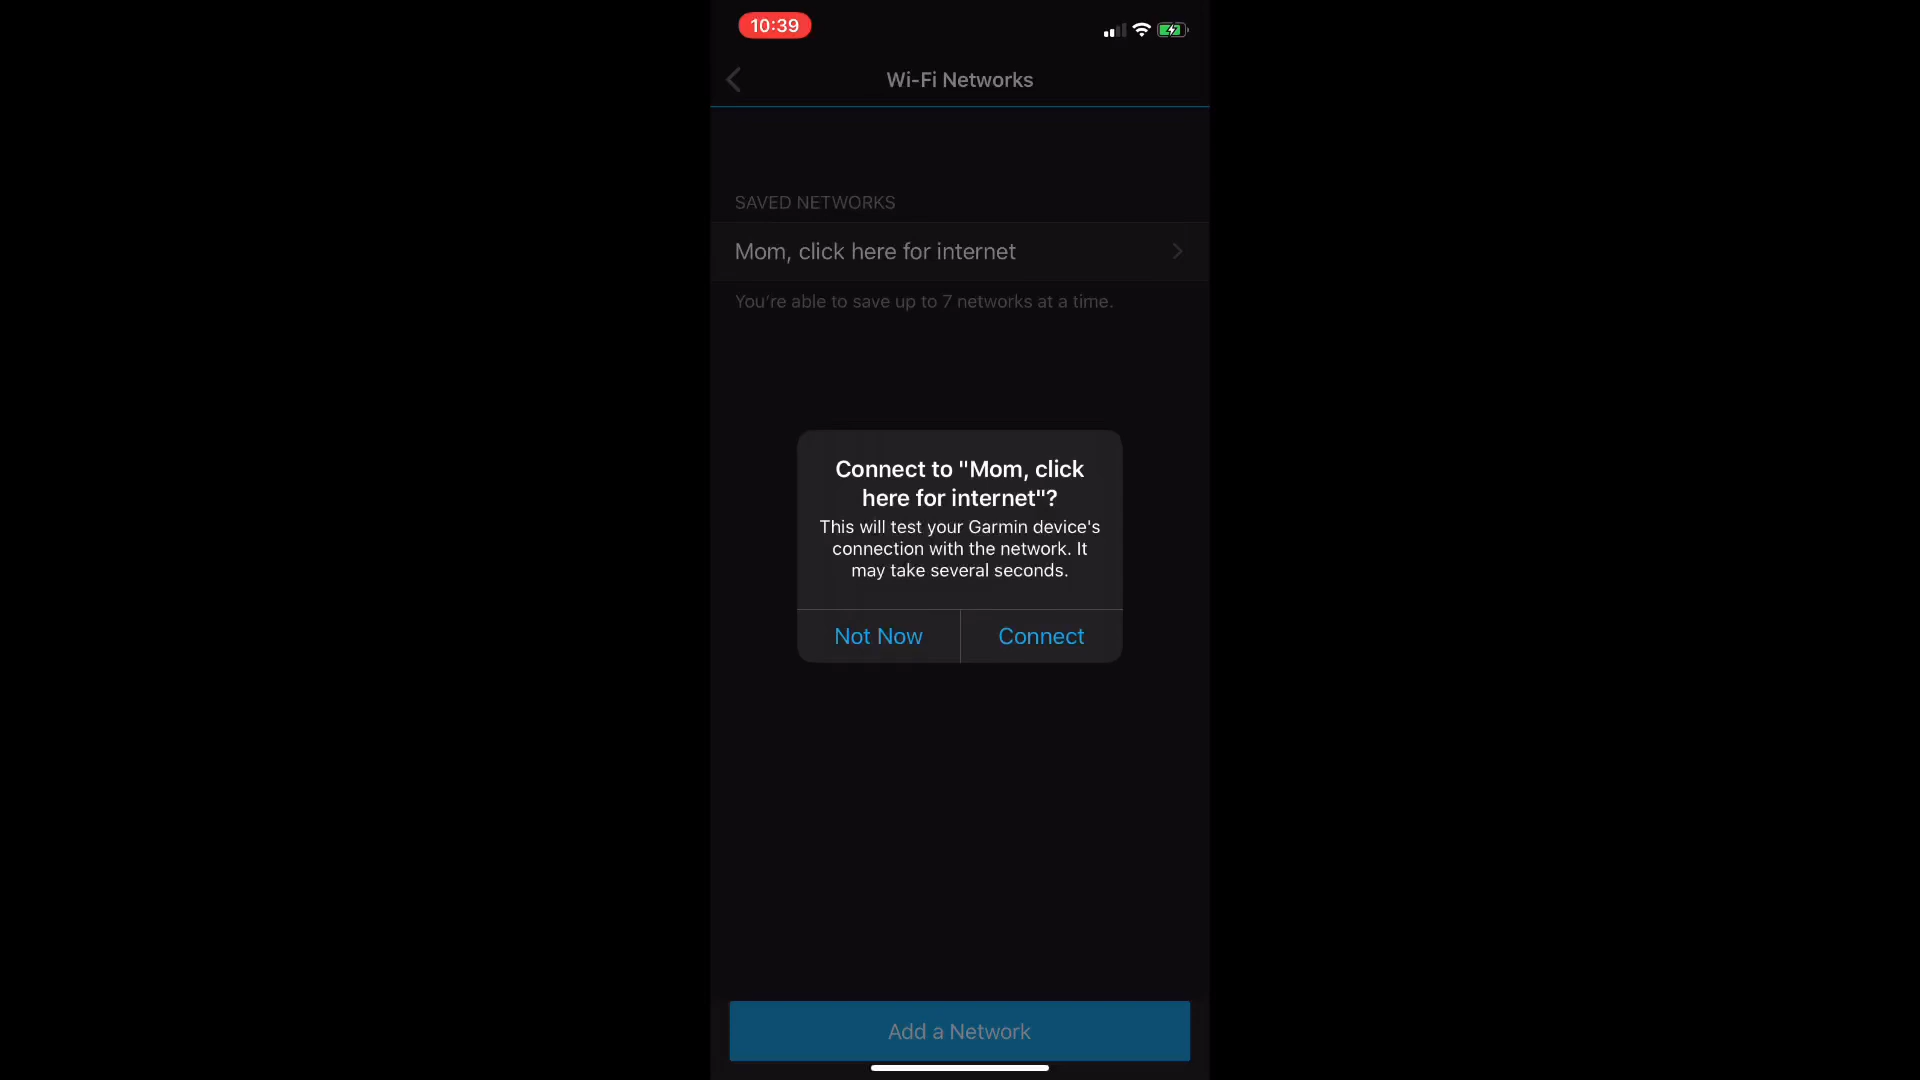 10:39
Wi-Fi Networks
SAVED NETWORKS
Mom, click here for internet
You're able to save up to 7 networks at a time.
Connect to "Mom, click
here for internet"?
This will test your Garmin device's
connection with the network. It
may take several seconds.
Not Now
Connect
Add a Network